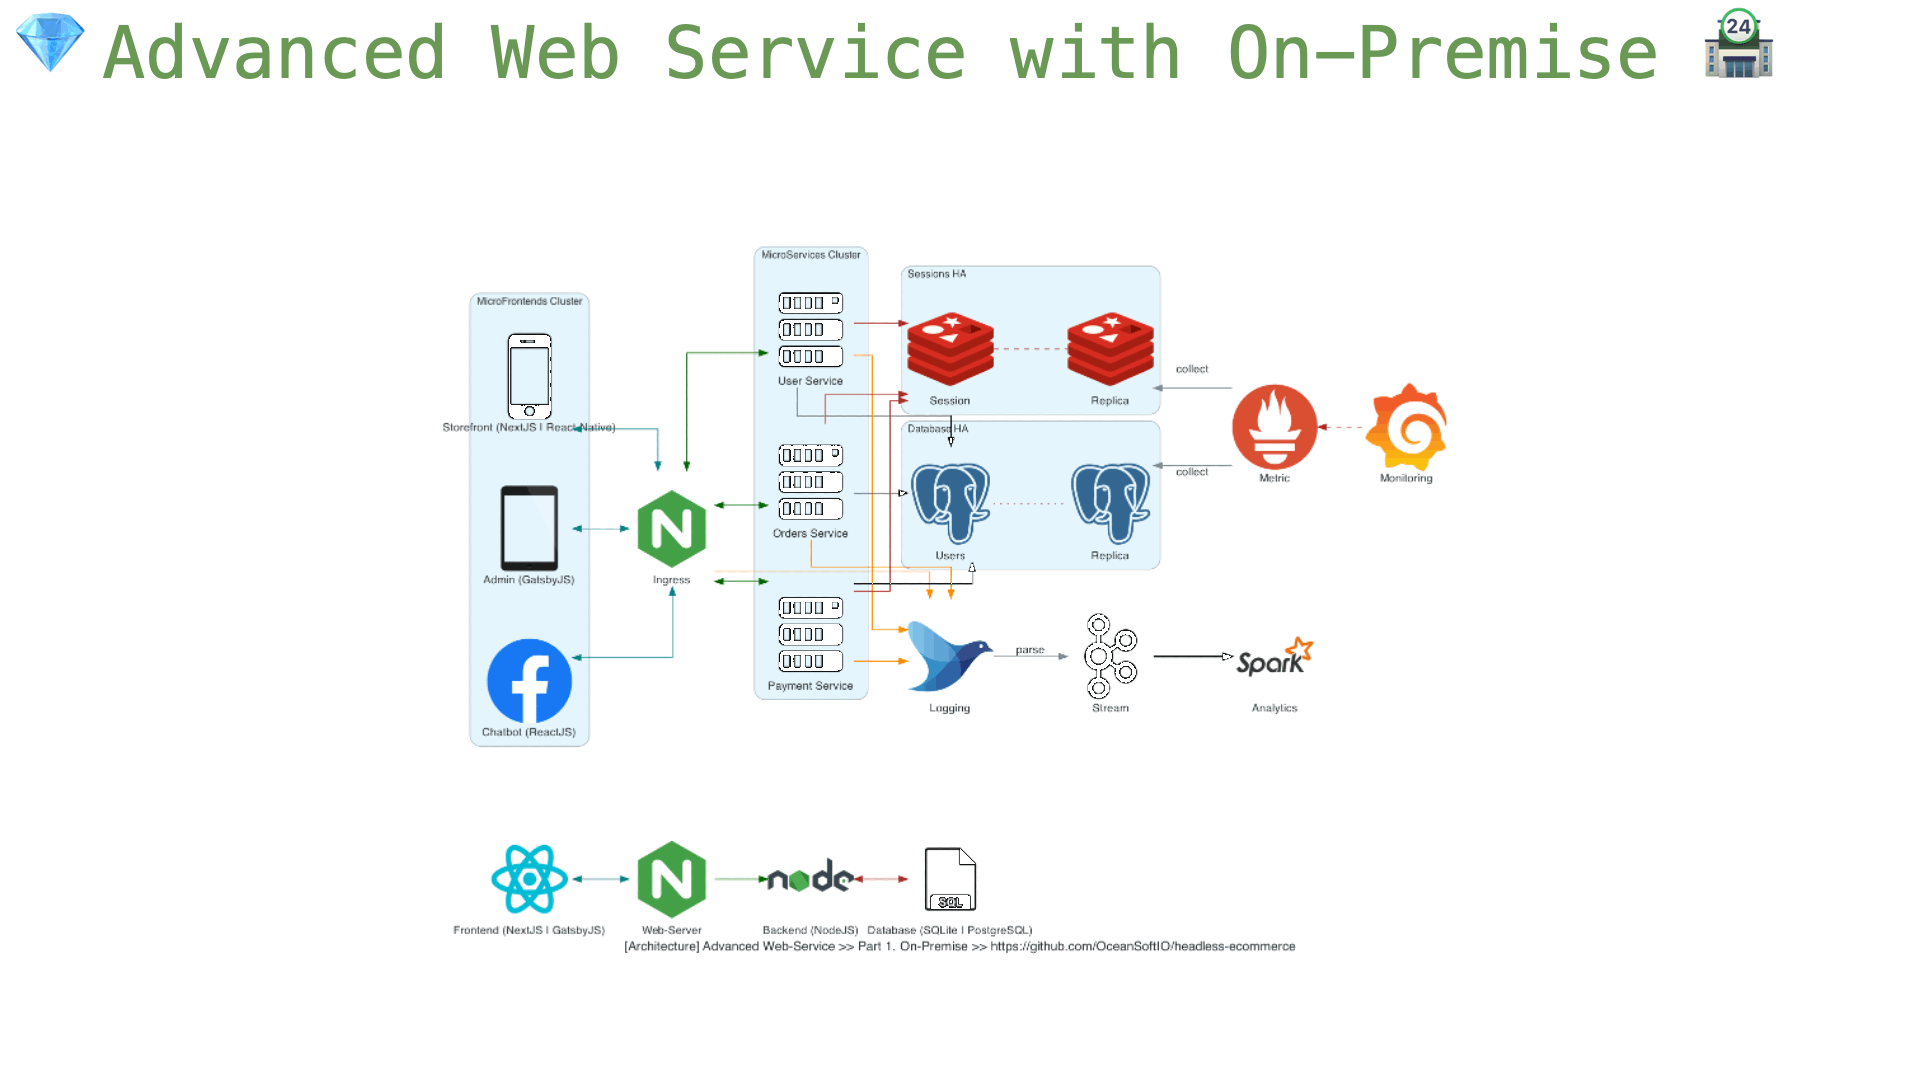 Advanced Web Service with On-Premise
24
MicroServices Cluster
Sessions HA
MicroFrontends Cluster
User Service
collect
Session
Replica
Storefront (NextJS | React Native)
Database HA
collect
Metric
Monitoring
Orders Service
Users
Replica
Admin (GatsbyJS)
Ingress
parse
Spark
Payment Service
Logging
Stream
Analytics
Chatbot (ReactJS)
node
SQL
Frontend (NextJS | GatsbyJS)
Web-Server
Backend (NodeJS)
Database (SQLite | PostgreSQL)
[Architecture] Advanced Web-Service >> Part 1. On-Premise >> https://github.com/OceanSoftIO/headless-ecommerce